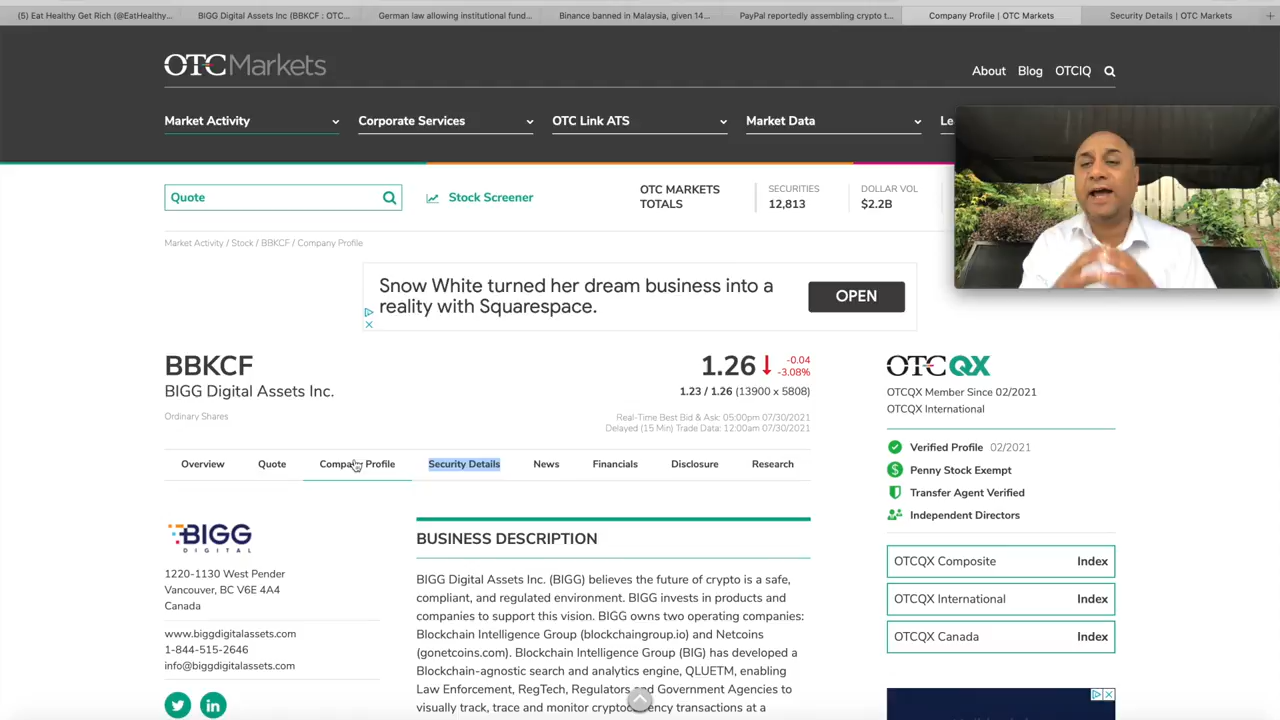 (5) Eat Healthy Get Rich (@EatHealthy...
BIGG Digital Assets Inc (BBKCF : OTC...
German law allowing institutional fund...
Binance banned in Malaysia, given 14...
PayPal reportedly assembling crypto t...
Company Profile | OTC Markets
Security Details | OTC Markets
OTCMarkets
About Blog OTCIQ
Market Activity
Corporate Services
OTC Link ATS
Market Data
Le
Quote
Stock Screener
OTC MARKETS
TOTALS
SECURITIES
12,813
DOLLAR VOL
$2.2B
Market Activity / Stock / BBKCF / Company Profile
Snow White turned her dream business into a
reality with Squarespace.
OPEN
BBKCF
BIGG Digital Assets Inc.
Ordinary Shares
1.26
-0.04
-3.08%
1.23 / 1.26 (13900 x 5808)
Real-Time Best Bid & Ask: 05:00pm 07/30/2021
Delayed (15 Min) Trade Data: 12:00am 07/30/2021
OTCQX
OTCQX Member Since 02/2021
OTCQX International
Verified Profile 02/2021
Penny Stock Exempt
Transfer Agent Verified
Independent Directors
OTCQX Composite Index
OTCQX International Index
OTCQX Canada Index
Overview
Quote
Company Profile
Security Details
News
Financials
Disclosure
Research
BIGG
DIGITAL
1220-1130 West Pender
Vancouver, BC V6E 4A4
Canada
www.biggdigitalassets.com
1-844-515-2646
info@biggdigitalassets.com
BUSINESS DESCRIPTION
BIGG Digital Assets Inc. (BIGG) believes the future of crypto is a safe,
compliant, and regulated environment. BIGG invests in products and
companies to support this vision. BIGG owns two operating companies:
Blockchain Intelligence Group (blockchaingroup.io) and Netcoins
(gonetcoins.com). Blockchain Intelligence Group (BIG) has developed a
Blockchain-agnostic search and analytics engine, QLUETM, enabling
Law Enforcement, RegTech, Regulators and Government Agencies to
visually track, trace and monitor cryptocurrency transactions at a